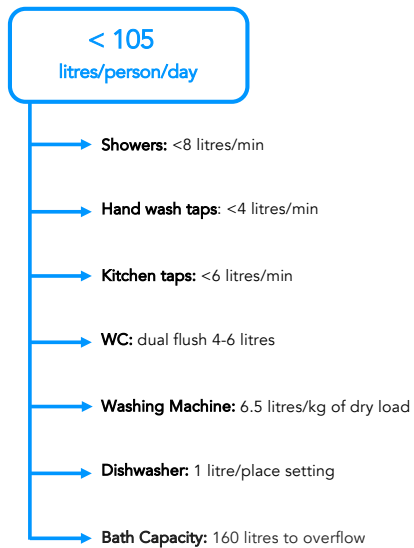 < 105
litres/person/day
Showers: <8 litres/min
Hand wash taps: <4 litres/min
Kitchen taps: <6 litres/min
WC: dual flush 4-6 litres
Washing Machine: 6.5 litres/kg of dry load
Dishwasher: 1 litre/place setting
Bath Capacity: 160 litres to overflow